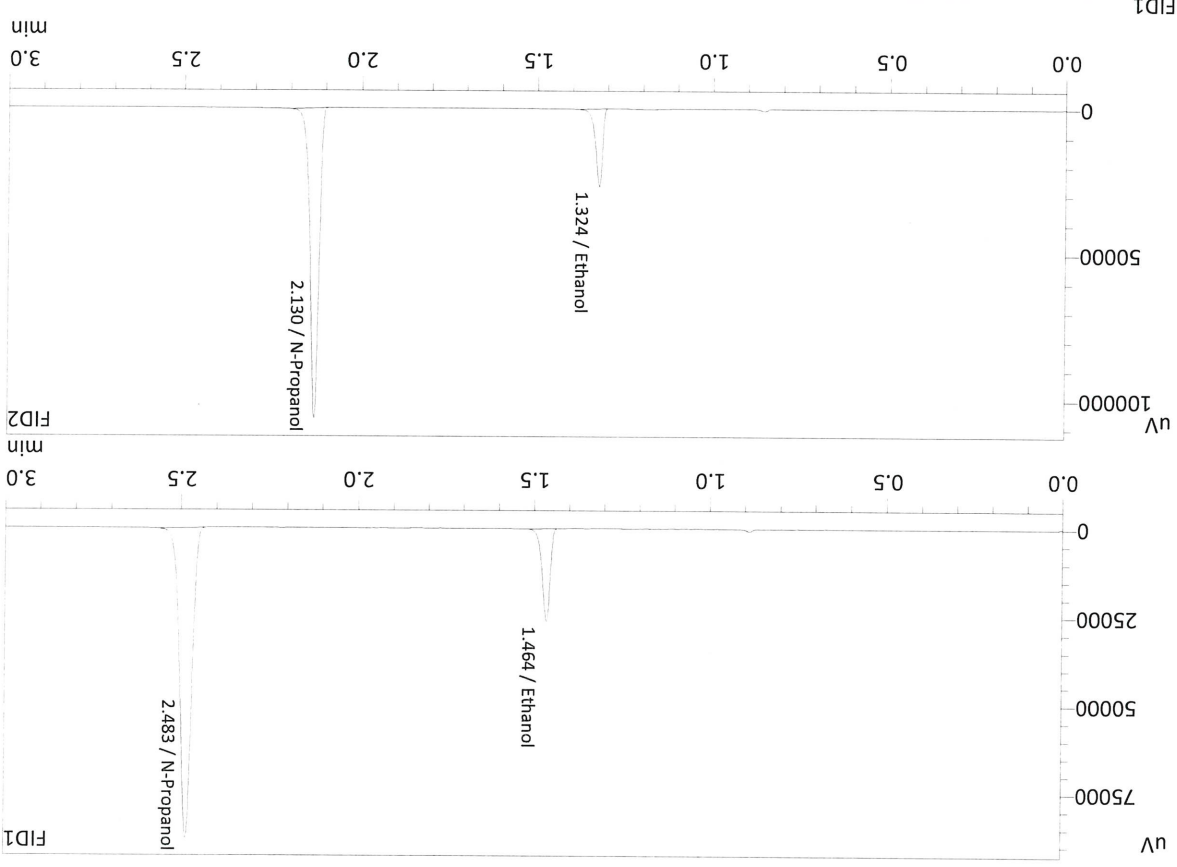 uV
FID1
75000
2.483 / N-Propanol
50000
1.464 / Ethanol
25000
0
0.0 0.5 1.0 1.5 2.0 2.5 3.0
min
uV
FID2
100000
2.130 / N-Propanol
50000
1.324 / Ethanol
0
0.0 0.5 1.0 1.5 2.0 2.5 3.0
min
FID1